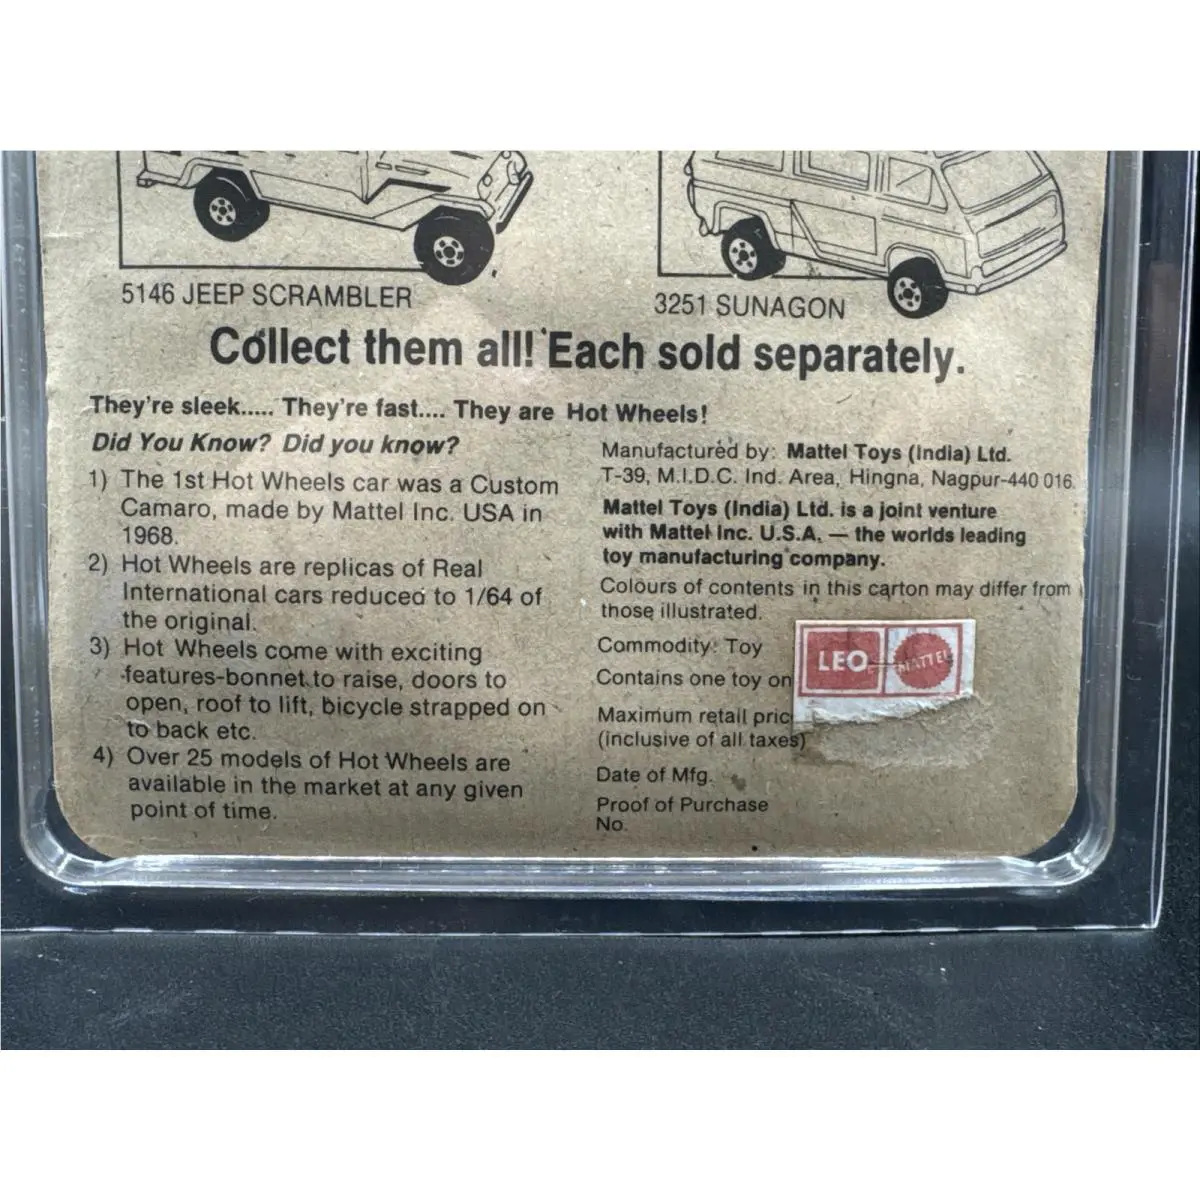 5146 JEEP SCRAMBLER
3251 SUNAGON
Collect them all! Each sold separately.
They're sleek..... They're fast.... They are Hot Wheels!
Did You Know? Did you know?
1) The 1st Hot Wheels car was a Custom
Camaro, made by Mattel Inc. USA in
1968.
2) Hot Wheels are replicas of Real
International cars reduced to 1/64 of
the original.
3) Hot Wheels come with exciting
features-bonnet to raise, doors to
open, roof to lift, bicycle strapped on
to back etc.
4) Over 25 models of Hot Wheels are
available in the market at any given
point of time.
Manufactured by: Mattel Toys (India) Ltd.
T-39, M.I.D.C. Ind. Area, Hingna, Nagpur-440 016.
Mattel Toys (India) Ltd. is a joint venture
with Mattel Inc. U.S.A. — the worlds leading
toy manufacturing company.
Colours of contents in this carton may differ from
those illustrated.
Commodity: Toy
Contains one toy on
Maximum retail pric
(inclusive of all taxes)
Date of Mfg.
Proof of Purchase
No.
LEO MATTEL